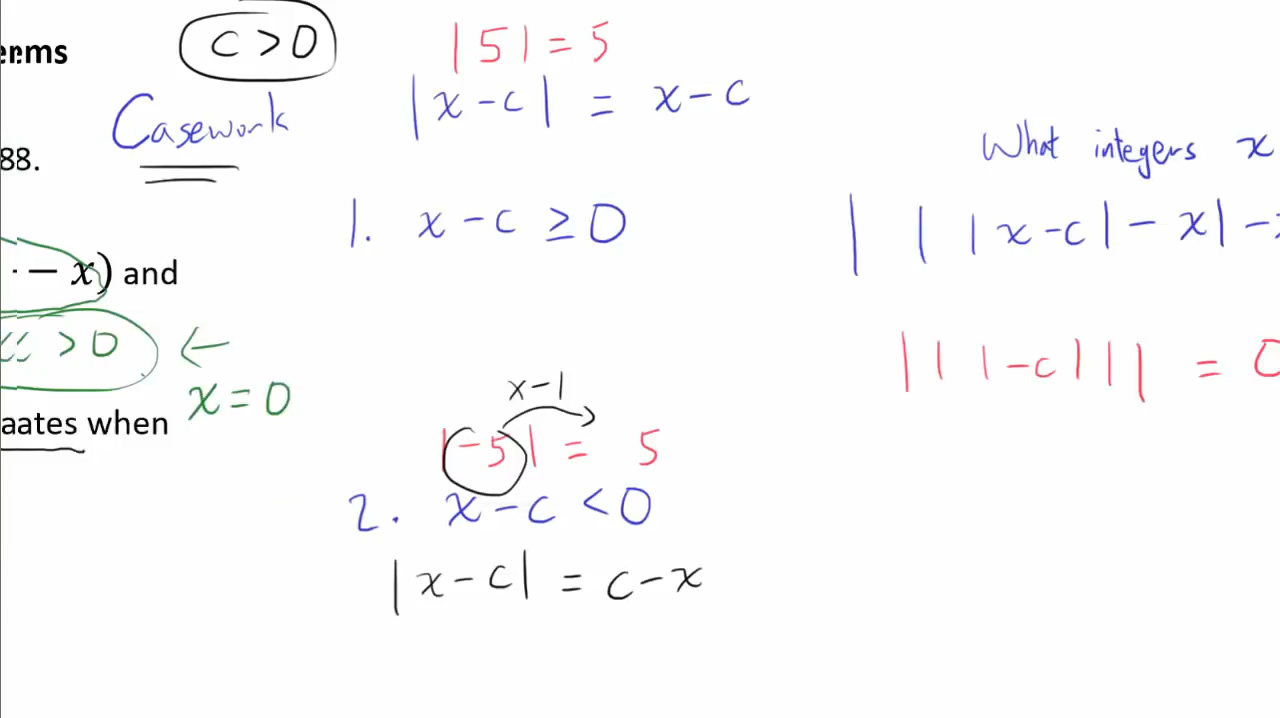 erms
c > 0
|5| = 5
|x - c| = x - c
Casework
88.
What integers x
1. x - c ≥ 0
| | |x - c| - x| -
· − x) and
> 0 ←
| | |-c| | | = 0
x = 0
aates when
x - 1
|-5| = 5
2. x - c < 0
|x - c| = c - x